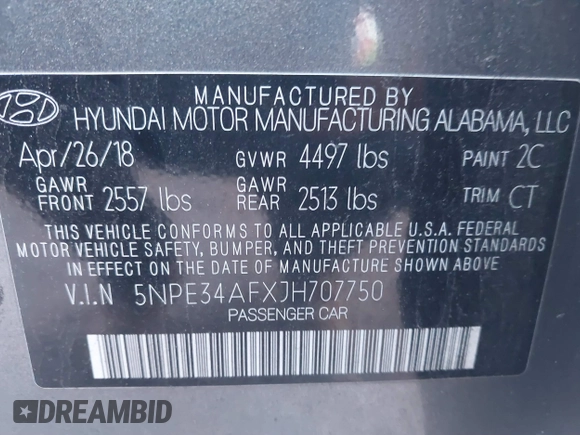 MANUFACTURED BY
HYUNDAI MOTOR MANUFACTURING ALABAMA, LLC
Apr/26/18 GVWR 4497 lbs PAINT 2C
GAWR FRONT 2557 lbs GAWR REAR 2513 lbs TRIM CT
THIS VEHICLE CONFORMS TO ALL APPLICABLE U.S.A. FEDERAL
MOTOR VEHICLE SAFETY, BUMPER, AND THEFT PREVENTION STANDARDS
IN EFFECT ON THE DATE OF MANUFACTURE SHOWN ABOVE.
V.I.N 5NPE34AFXJH707750
PASSENGER CAR
DREAMBID